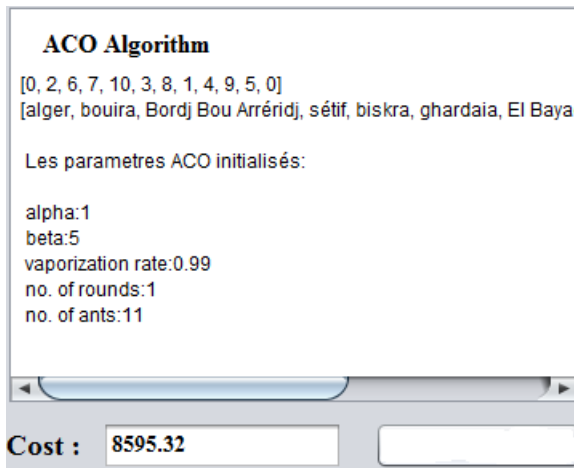 ACO Algorithm
[0, 2, 6, 7, 10, 3, 8, 1, 4, 9, 5, 0]
[alger, bouira, Bordj Bou Arréridj, sétif, biskra, ghardaia, El Baya
Les parametres ACO initialisés:
alpha:1
beta:5
vaporization rate:0.99
no. of rounds:1
no. of ants:11
Cost : 8595.32